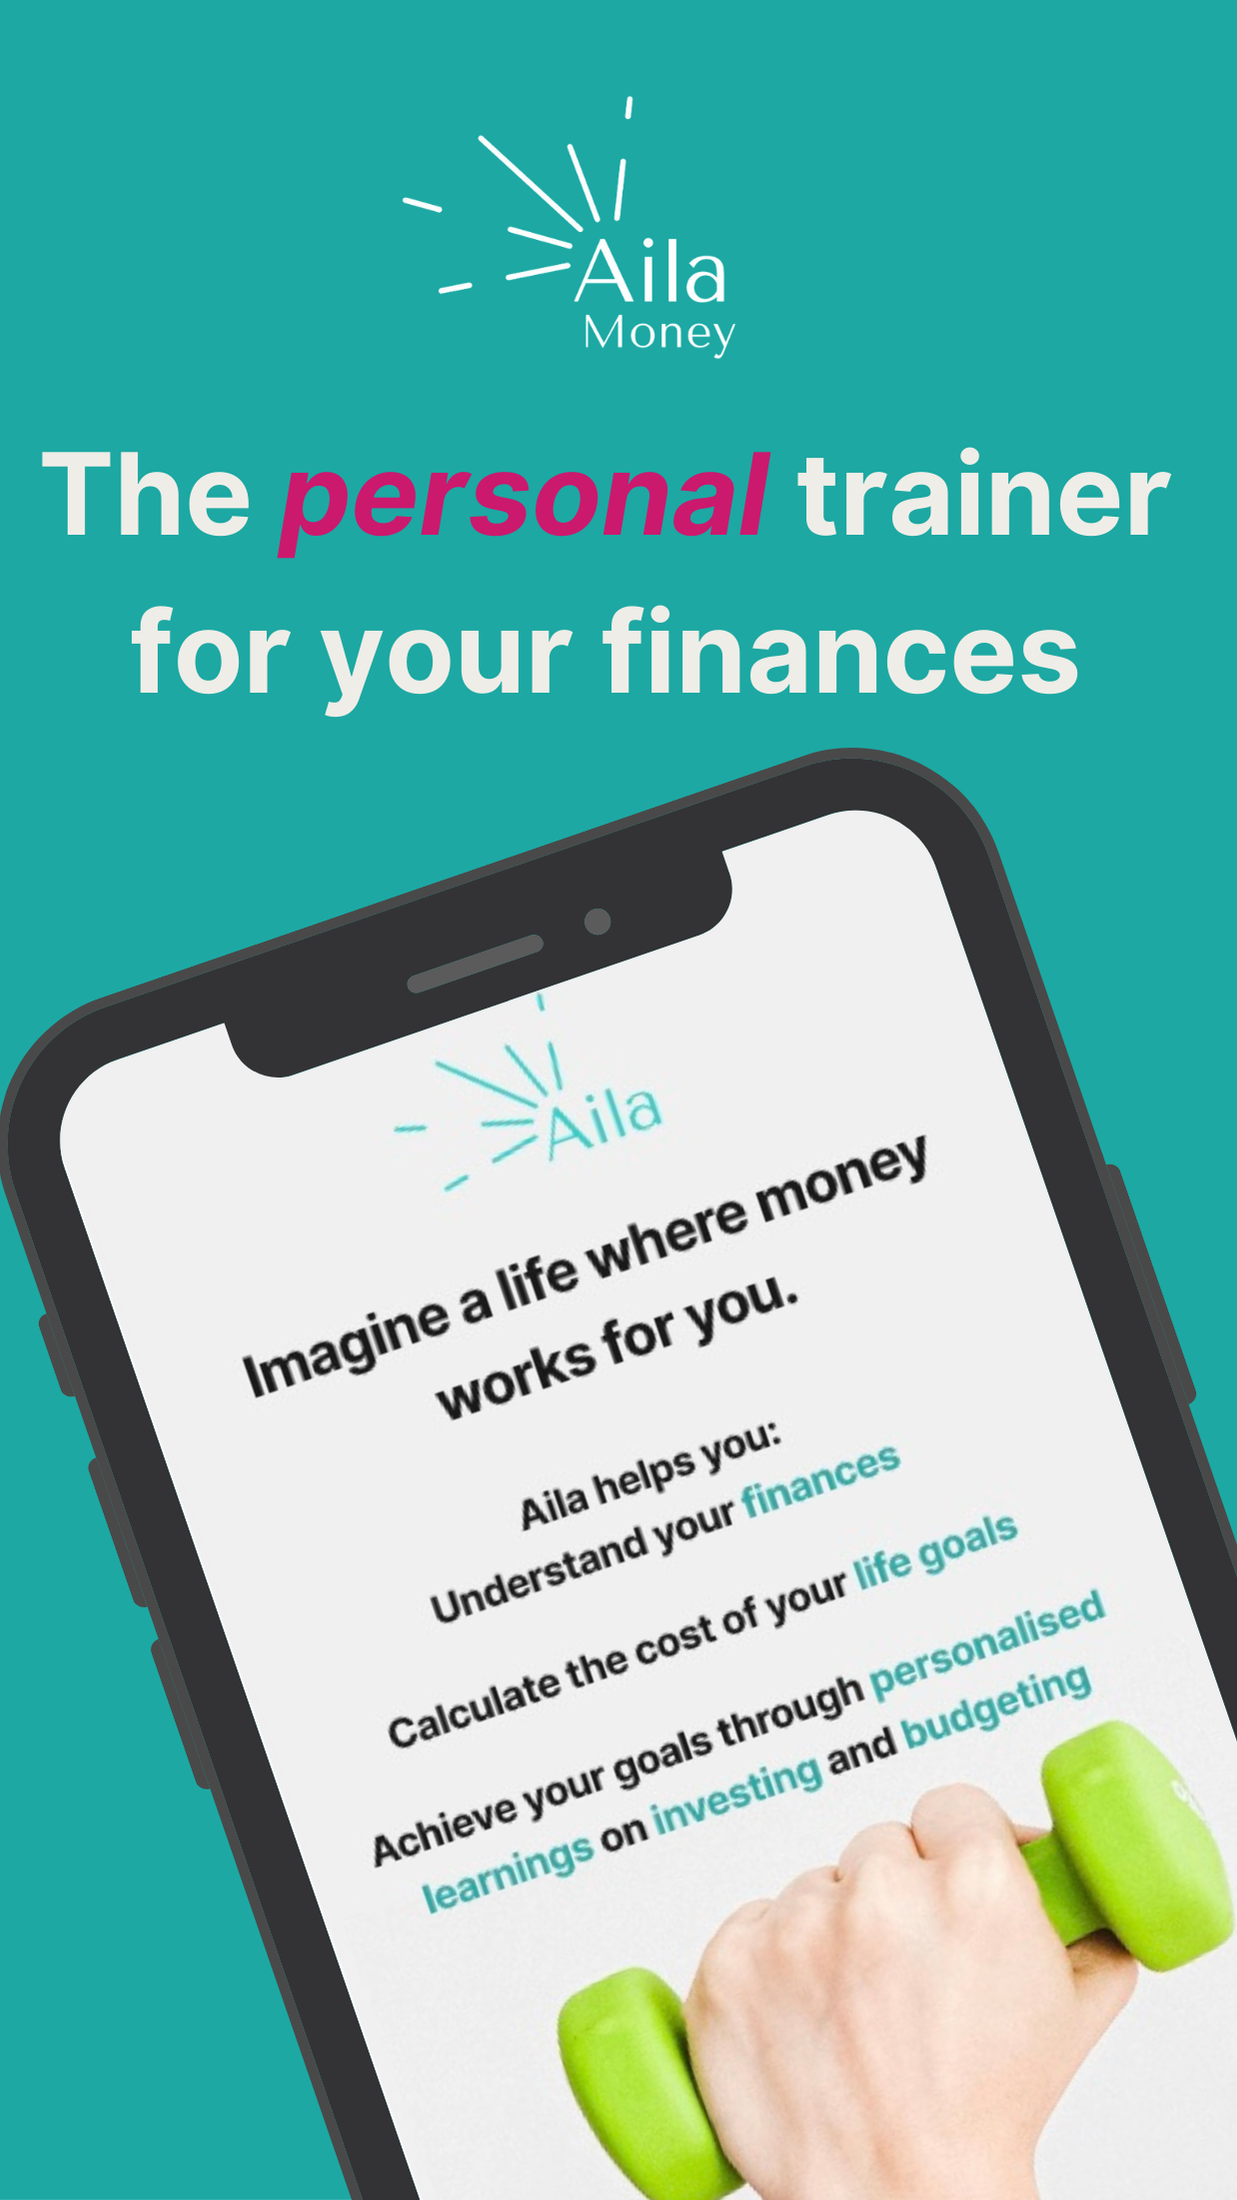 Aila
Money
The personal trainer
for your finances
Aila
Imagine a life where money
works for you.
Aila helps you:
Understand your finances
Calculate the cost of your life goals
Achieve your goals through personalised
learnings on investing and budgeting